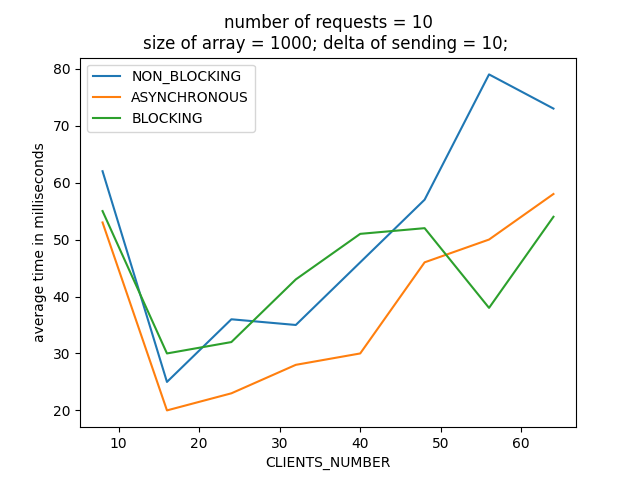 number of requests = 10
size of array = 1000; delta of sending = 10;
NON_BLOCKING
ASYNCHRONOUS
BLOCKING
80
70
60
50
40
30
20
average time in milliseconds
10 20 30 40 50 60
CLIENTS_NUMBER